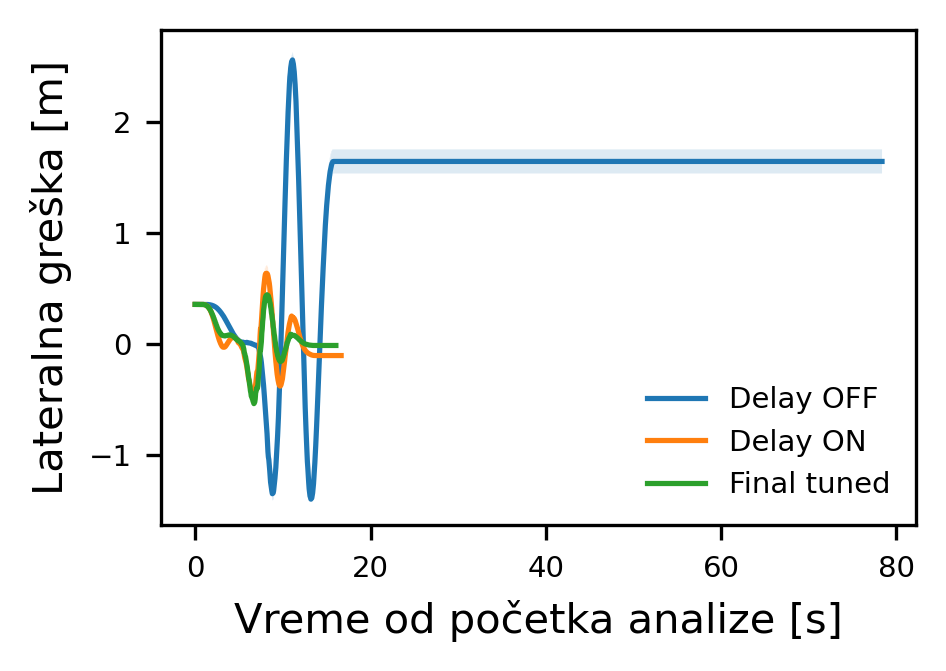 Lateralna greška [m]
2
1
0
−1
Delay OFF
Delay ON
Final tuned
0 20 40 60 80
Vreme od početka analize [s]